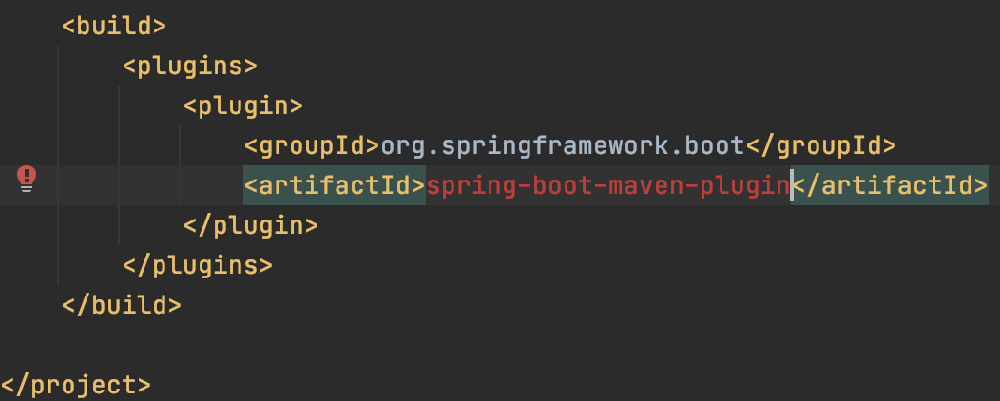 <build>
<plugins>
<plugin>
<groupId>org.springframework.boot</groupId>
<artifactId>spring-boot-maven-plugin</artifactId>
</plugin>
</plugins>
</build>
</project>